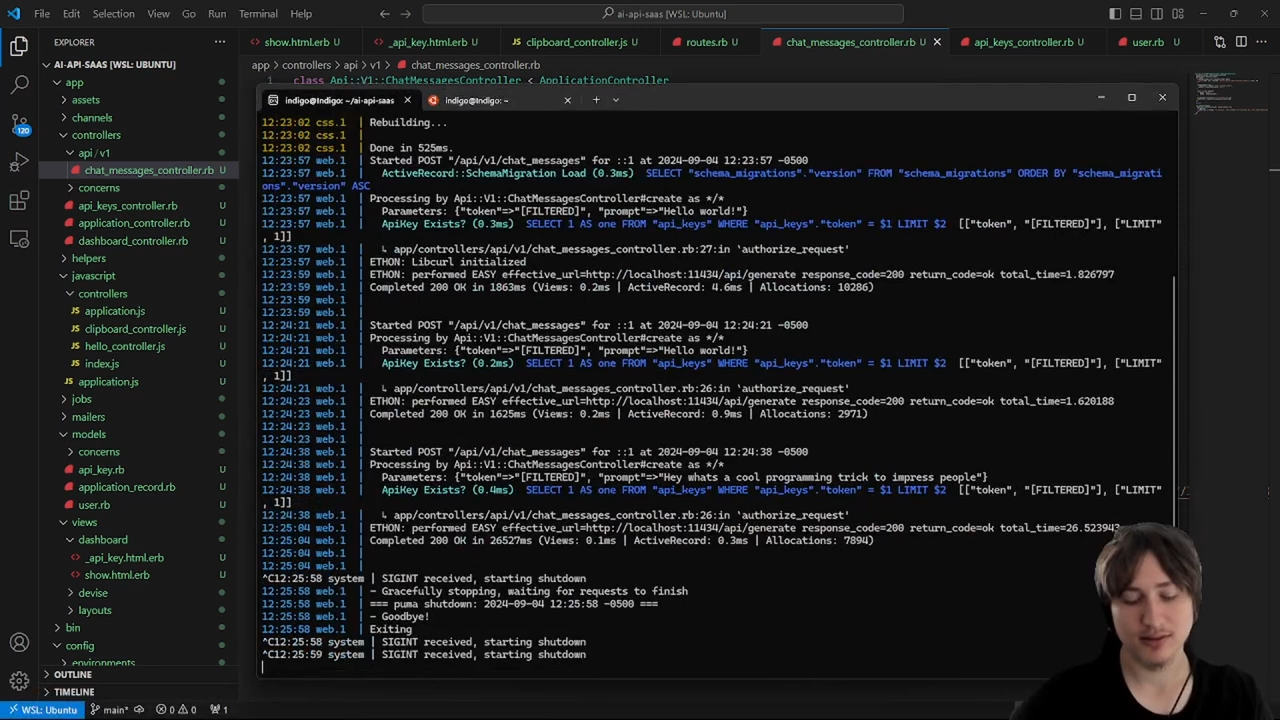 File Edit Selection View Go Run Terminal Help
ai-api-saas [WSL: Ubuntu]
EXPLORER
show.html.erb U
_api_key.html.erb U
clipboard_controller.js U
routes.rb U
chat_messages_controller.rb U
api_keys_controller.rb U
user.rb U
AI-API-SAAS [WSL: UBUNTU]
app > controllers > api > v1 > chat_messages_controller.rb
class Api::V1::ChatMessagesController < ApplicationController
app
assets
channels
controllers
api / v1
chat_messages_controller.rb U
concerns
api_keys_controller.rb U
application_controller.rb U
dashboard_controller.rb U
helpers
javascript
controllers
application.js U
clipboard_controller.js U
hello_controller.js U
index.js U
application.js U
jobs
mailers
models
concerns
api_key.rb U
application_record.rb U
user.rb U
views
dashboard
_api_key.html.erb U
show.html.erb U
devise
layouts
bin
config
environments
OUTLINE
TIMELINE
120
WSL: Ubuntu main* 0 0 1
indigo@Indigo: ~/ai-api-saas
indigo@Indigo: ~
12:23:02 css.1 | Rebuilding...
12:23:02 css.1 |
12:23:02 css.1 | Done in 525ms.
12:23:57 web.1 | Started POST "/api/v1/chat_messages" for ::1 at 2024-09-04 12:23:57 -0500
12:23:57 web.1 | ActiveRecord::SchemaMigration Load (0.3ms) SELECT "schema_migrations"."version" FROM "schema_migrations" ORDER BY "schema_migrati
ons"."version" ASC
12:23:57 web.1 | Processing by Api::V1::ChatMessagesController#create as */*
12:23:57 web.1 | Parameters: {"token"=>"[FILTERED]", "prompt"=>"Hello world!"}
12:23:57 web.1 | ApiKey Exists? (0.3ms) SELECT 1 AS one FROM "api_keys" WHERE "api_keys"."token" = $1 LIMIT $2 [["token", "[FILTERED]"], ["LIMIT"
, 1]]
12:23:57 web.1 | ↳ app/controllers/api/v1/chat_messages_controller.rb:27:in `authorize_request'
12:23:57 web.1 | ETHON: Libcurl initialized
12:23:59 web.1 | ETHON: performed EASY effective_url=http://localhost:11434/api/generate response_code=200 return_code=ok total_time=1.826797
12:23:59 web.1 | Completed 200 OK in 1863ms (Views: 0.2ms | ActiveRecord: 4.6ms | Allocations: 10286)
12:23:59 web.1 |
12:23:59 web.1 |
12:24:21 web.1 | Started POST "/api/v1/chat_messages" for ::1 at 2024-09-04 12:24:21 -0500
12:24:21 web.1 | Processing by Api::V1::ChatMessagesController#create as */*
12:24:21 web.1 | Parameters: {"token"=>"[FILTERED]", "prompt"=>"Hello world!"}
12:24:21 web.1 | ApiKey Exists? (0.2ms) SELECT 1 AS one FROM "api_keys" WHERE "api_keys"."token" = $1 LIMIT $2 [["token", "[FILTERED]"], ["LIMIT"
, 1]]
12:24:21 web.1 | ↳ app/controllers/api/v1/chat_messages_controller.rb:26:in `authorize_request'
12:24:23 web.1 | ETHON: performed EASY effective_url=http://localhost:11434/api/generate response_code=200 return_code=ok total_time=1.620188
12:24:23 web.1 | Completed 200 OK in 1625ms (Views: 0.2ms | ActiveRecord: 0.9ms | Allocations: 2971)
12:24:23 web.1 |
12:24:23 web.1 |
12:24:38 web.1 | Started POST "/api/v1/chat_messages" for ::1 at 2024-09-04 12:24:38 -0500
12:24:38 web.1 | Processing by Api::V1::ChatMessagesController#create as */*
12:24:38 web.1 | Parameters: {"token"=>"[FILTERED]", "prompt"=>"Hey whats a cool programming trick to impress people"}
12:24:38 web.1 | ApiKey Exists? (0.4ms) SELECT 1 AS one FROM "api_keys" WHERE "api_keys"."token" = $1 LIMIT $2 [["token", "[FILTERED]"], ["LIMIT"
, 1]]
12:24:38 web.1 | ↳ app/controllers/api/v1/chat_messages_controller.rb:26:in `authorize_request'
12:25:04 web.1 | ETHON: performed EASY effective_url=http://localhost:11434/api/generate response_code=200 return_code=ok total_time=26.523943
12:25:04 web.1 | Completed 200 OK in 26527ms (Views: 0.1ms | ActiveRecord: 0.3ms | Allocations: 7894)
12:25:04 web.1 |
12:25:04 web.1 |
^C12:25:58 system | SIGINT received, starting shutdown
12:25:58 web.1 | - Gracefully stopping, waiting for requests to finish
12:25:58 web.1 | === puma shutdown: 2024-09-04 12:25:58 -0500 ===
12:25:58 web.1 | - Goodbye!
12:25:58 web.1 | Exiting
^C12:25:58 system | SIGINT received, starting shutdown
^C12:25:59 system | SIGINT received, starting shutdown